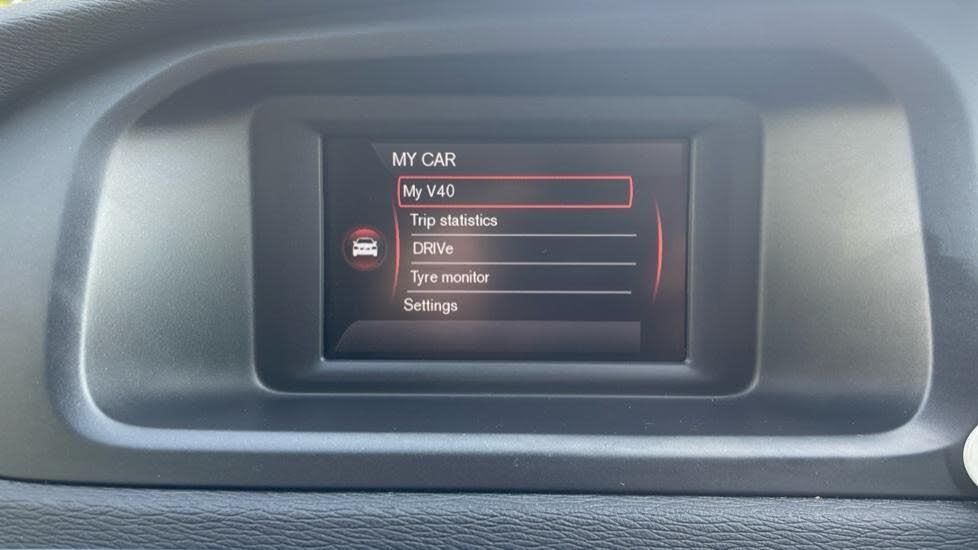 MY CAR
My V40
Trip statistics
DRIVe
Tyre monitor
Settings